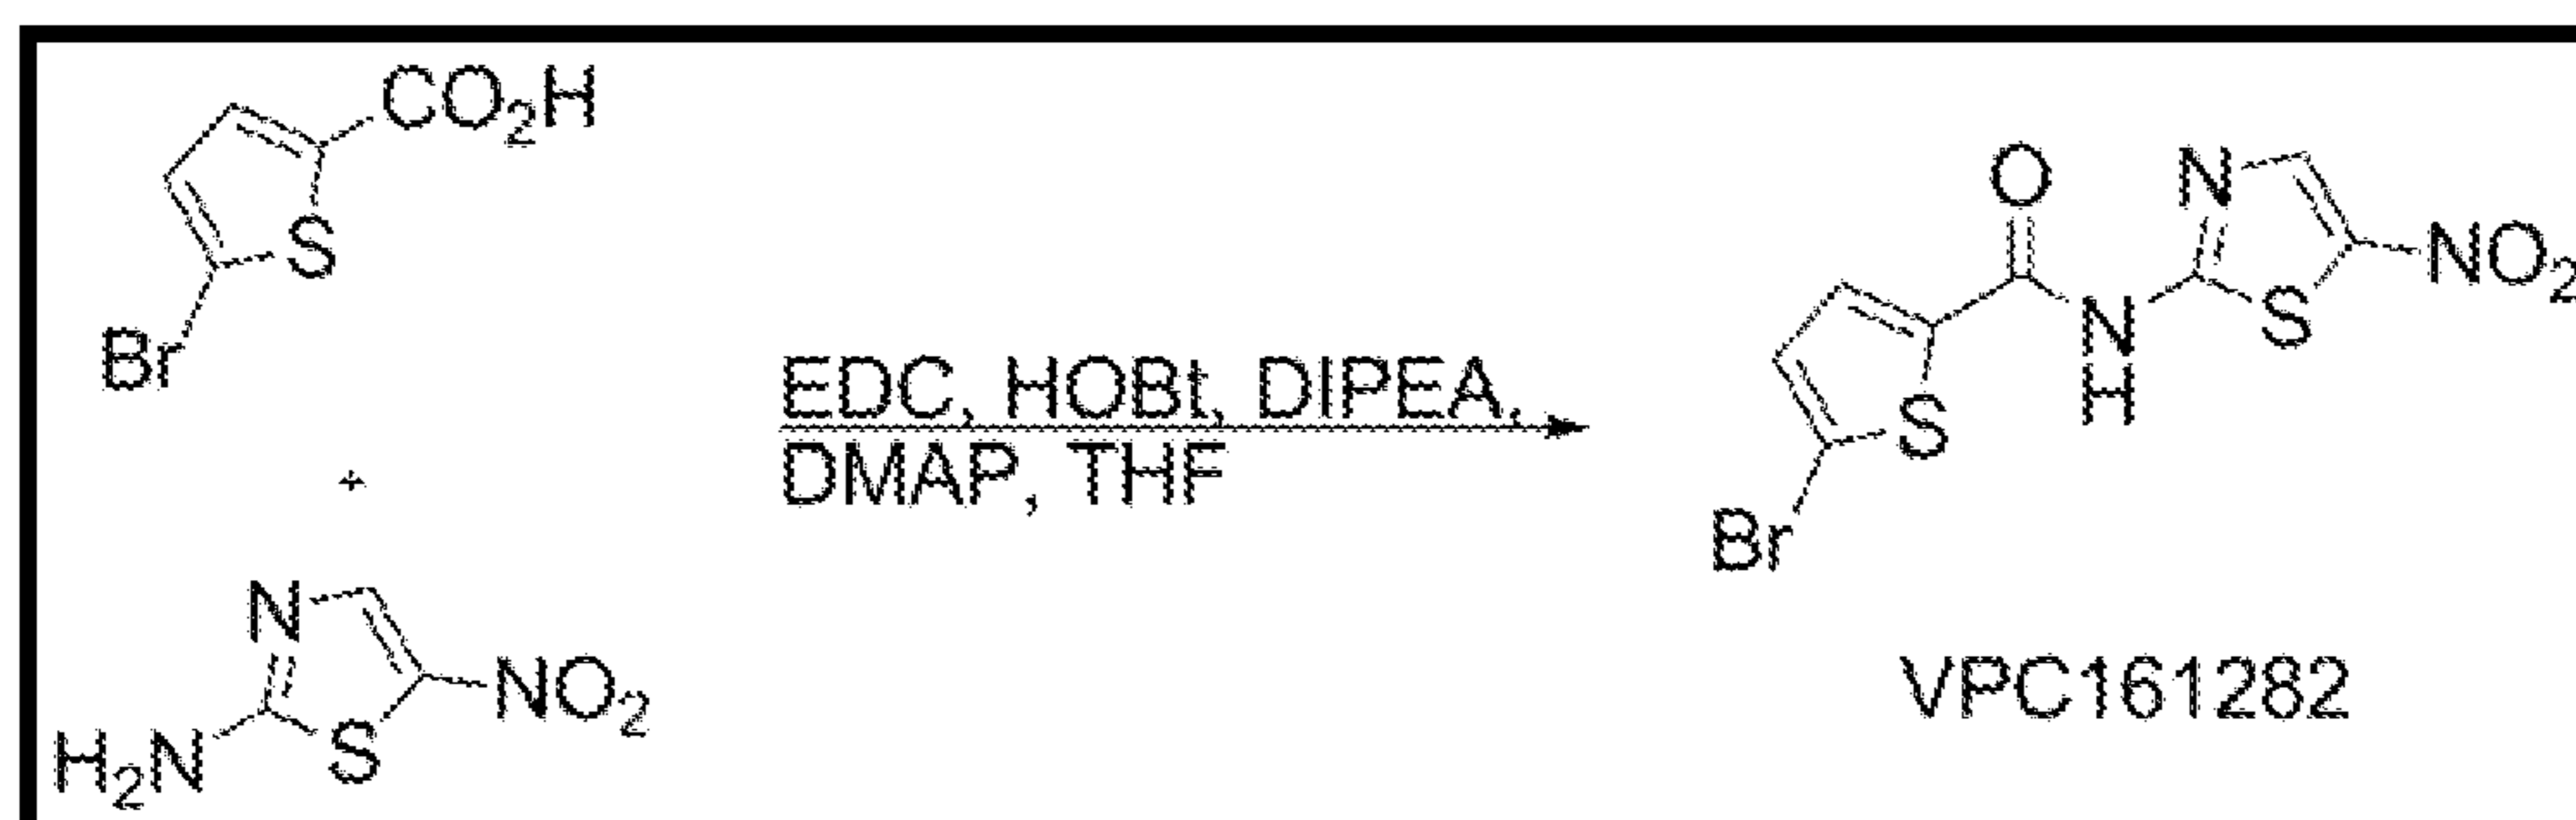 CO₂H
S
Br
+
N
NO₂
S
H₂N
EDC, HOBt, DIPEA,
DMAP, THF
O
N
NO₂
S
N
H
S
Br
VPC161282